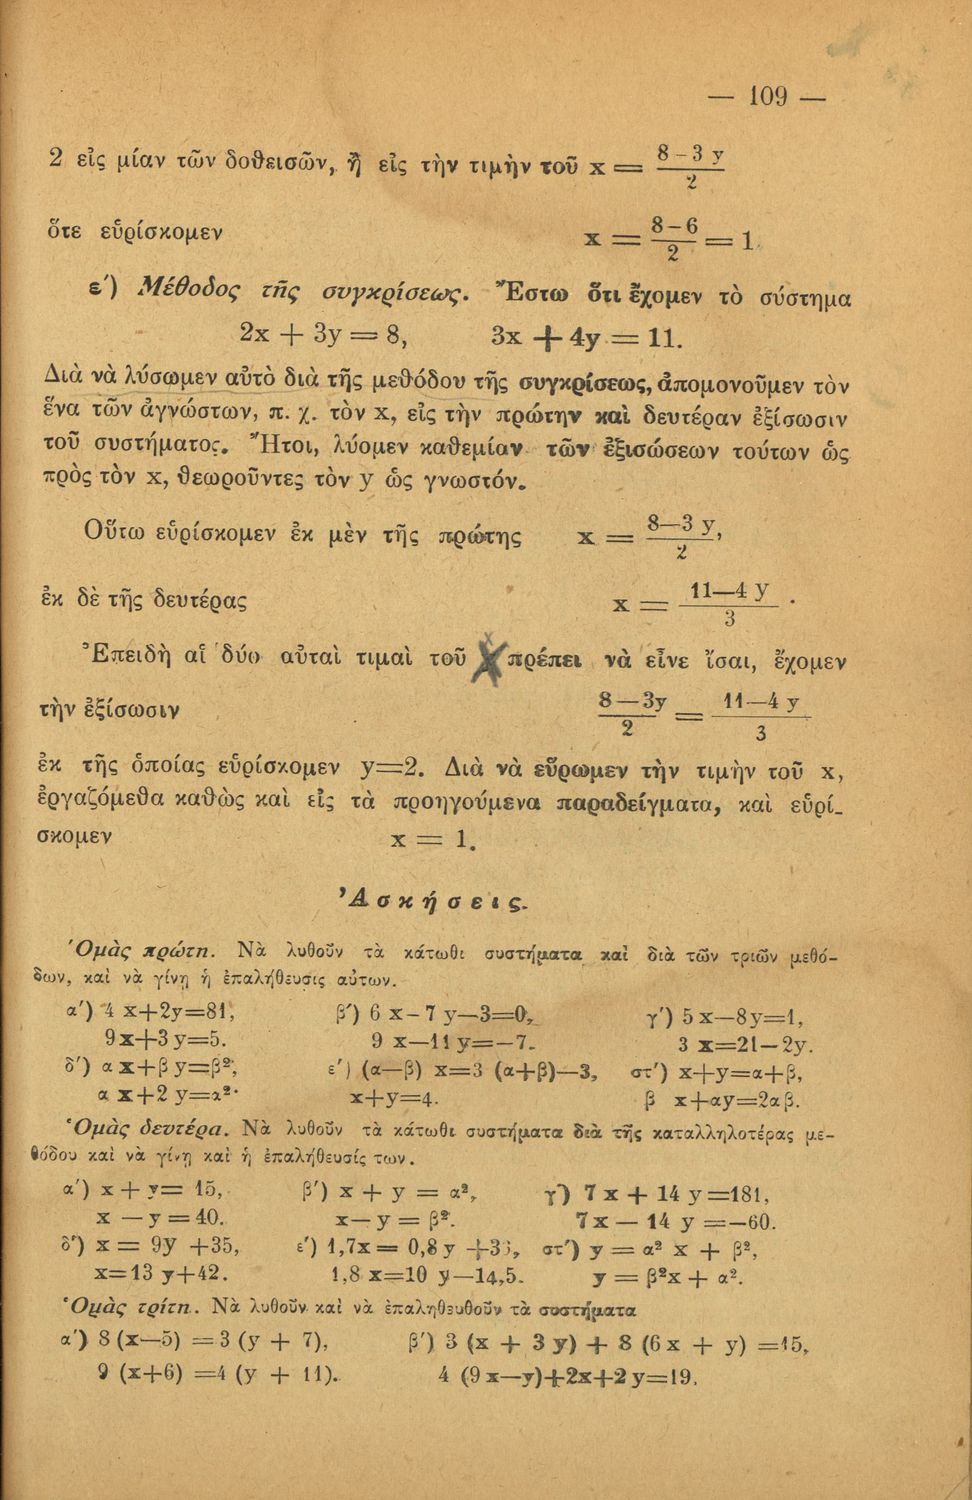 — 109 —
2 εἰς μίαν τῶν δοθεισῶν, ἢ εἰς τὴν τιμὴν τοῦ x = (8-3 y)/2
ὅτε εὑρίσκομεν x = (8-6)/2 = 1.
ε΄) Μέθοδος τῆς συγκρίσεως. Ἔστω ὅτι ἔχομεν τὸ σύστημα
2x + 3y = 8, 3x + 4y = 11.
Διὰ νὰ λύσωμεν αὐτὸ διὰ τῆς μεθόδου τῆς συγκρίσεως, ἀπομονοῦμεν τὸν
ἕνα τῶν ἀγνώστων, π. χ. τὸν x, εἰς τὴν πρώτην καὶ δευτέραν ἐξίσωσιν
τοῦ συστήματος. Ἤτοι, λύομεν καθεμίαν τῶν ἐξισώσεων τούτων ὡς
πρὸς τὸν x, θεωροῦντες τὸν y ὡς γνωστόν.
Οὕτω εὑρίσκομεν ἐκ μὲν τῆς πρώτης x = (8—3 y)/2,
ἐκ δὲ τῆς δευτέρας x = (11—4 y)/3 .
Ἐπειδὴ αἱ δύο αὗται τιμαὶ τοῦ x πρέπει νὰ εἶνε ἴσαι, ἔχομεν
τὴν ἐξίσωσιν (8—3y)/2 = (11—4 y)/3
ἐκ τῆς ὁποίας εὑρίσκομεν y=2. Διὰ νὰ εὕρωμεν τὴν τιμὴν τοῦ x,
ἐργαζόμεθα καθὼς καὶ εἰς τὰ προηγούμενα παραδείγματα, καὶ εὑρί-
σκομεν x = 1.
Ἀσκήσεις.
Ὁμὰς πρώτη. Νὰ λυθοῦν τὰ κάτωθι συστήματα καὶ διὰ τῶν τριῶν μεθό-
δων, καὶ νὰ γίνῃ ἡ ἐπαλήθευσις αὐτων.
α΄) 4 x+2y=81, β΄) 6 x-7 y—3=0, γ΄) 5x—8y=1,
9x+3y=5. 9 x—11y=—7. 3 x=21—2y.
δ΄) αx+βy=β², ε΄) (α—β) x=3 (α+β)—3, στ΄) x+y=α+β,
α x+2 y=α²· x+y=4. β x+αy=2αβ.
Ὁμὰς δευτέρα. Νὰ λυθοῦν τὰ κάτωθι συστήματα διὰ τῆς καταλληλοτέρας με-
θόδου καὶ νὰ γίνῃ καὶ ἡ ἐπαλήθευσίς των.
α΄) x + y= 15, β΄) x + y = α², γ΄) 7 x + 14 y=181,
x —y = 40. x—y = β². 7x — 14 y =—60.
δ΄) x = 9y +35, ε΄) 1,7x = 0,8y +35, στ΄) y = α² x + β²,
x=13 y+42. 1,8 x=10 y—14,5. y = β²x + α².
Ὁμὰς τρίτη. Νὰ λυθοῦν καὶ νὰ ἐπαληθευθοῦν τὰ συστήματα
α΄) 8 (x—5) =3 (y + 7), β΄) 3 (x + 3y) + 8 (6x + y) =15,
9 (x+6) =4 (y + 11). 4 (9x—y)+2x+2y=19.